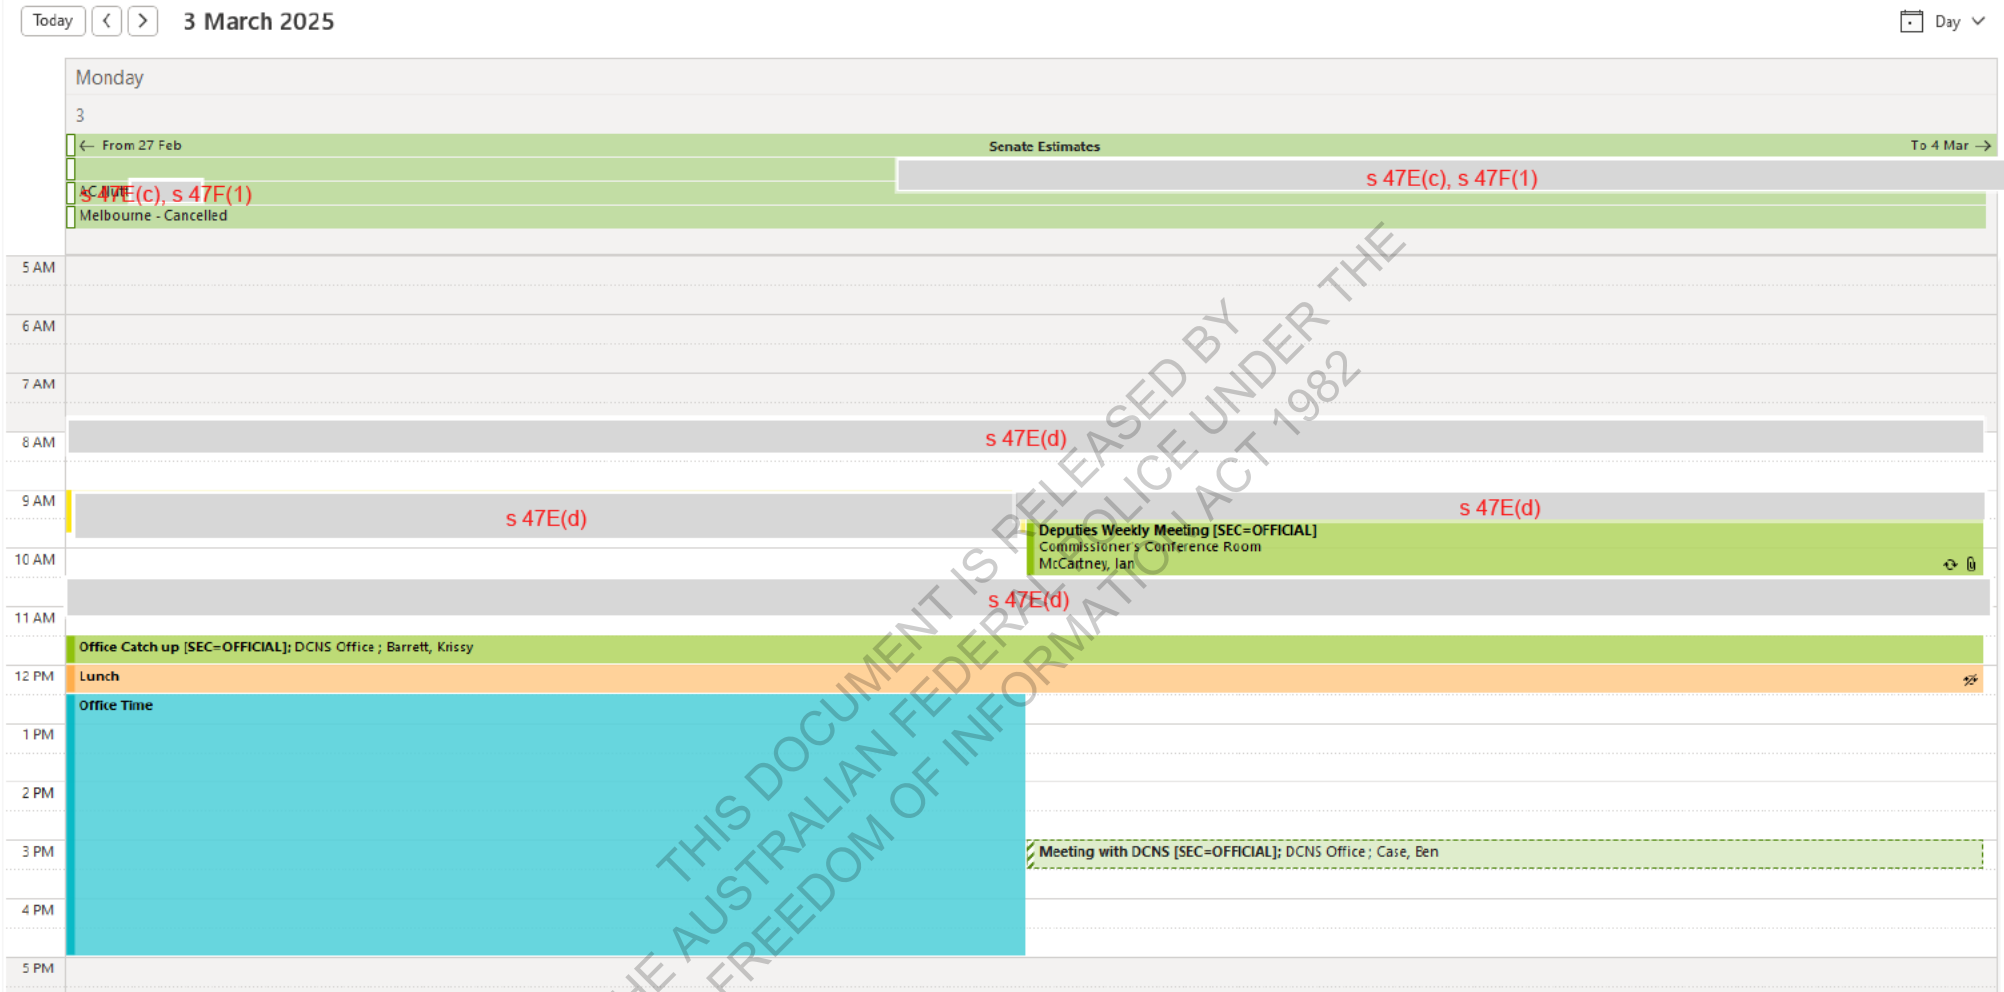 Today
3 March 2025
Day
Monday
3
← From 27 Feb
Senate Estimates
To 4 Mar →
s 47E(c), s 47F(1)
AC Nutt
s 47E(c), s 47F(1)
Melbourne - Cancelled
5 AM
6 AM
7 AM
8 AM
s 47E(d)
9 AM
s 47E(d)
s 47E(d)
Deputies Weekly Meeting [SEC=OFFICIAL]
Commissioner's Conference Room
10 AM
McCartney, Ian
s 47E(d)
11 AM
Office Catch up [SEC=OFFICIAL]; DCNS Office ; Barrett, Krissy
12 PM
Lunch
Office Time
1 PM
2 PM
3 PM
Meeting with DCNS [SEC=OFFICIAL]; DCNS Office ; Case, Ben
4 PM
5 PM
THIS DOCUMENT IS RELEASED BY
THE AUSTRALIAN FEDERAL POLICE UNDER THE
FREEDOM OF INFORMATION ACT 1982